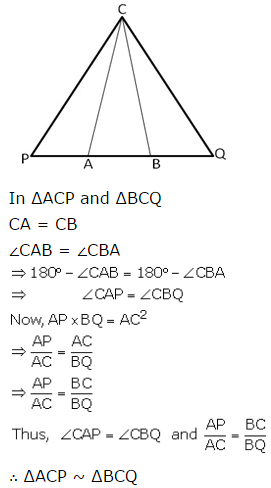 C
P A B Q
In ΔACP and ΔBCQ
CA = CB
∠CAB = ∠CBA
⇒ 180° – ∠CAB = 180° – ∠CBA
⇒ ∠CAP = ∠CBQ
Now, AP x BQ = AC²
⇒ AP/AC = AC/BQ
⇒ AP/AC = BC/BQ
Thus, ∠CAP = ∠CBQ and AP/AC = BC/BQ
∴ ΔACP ~ ΔBCQ